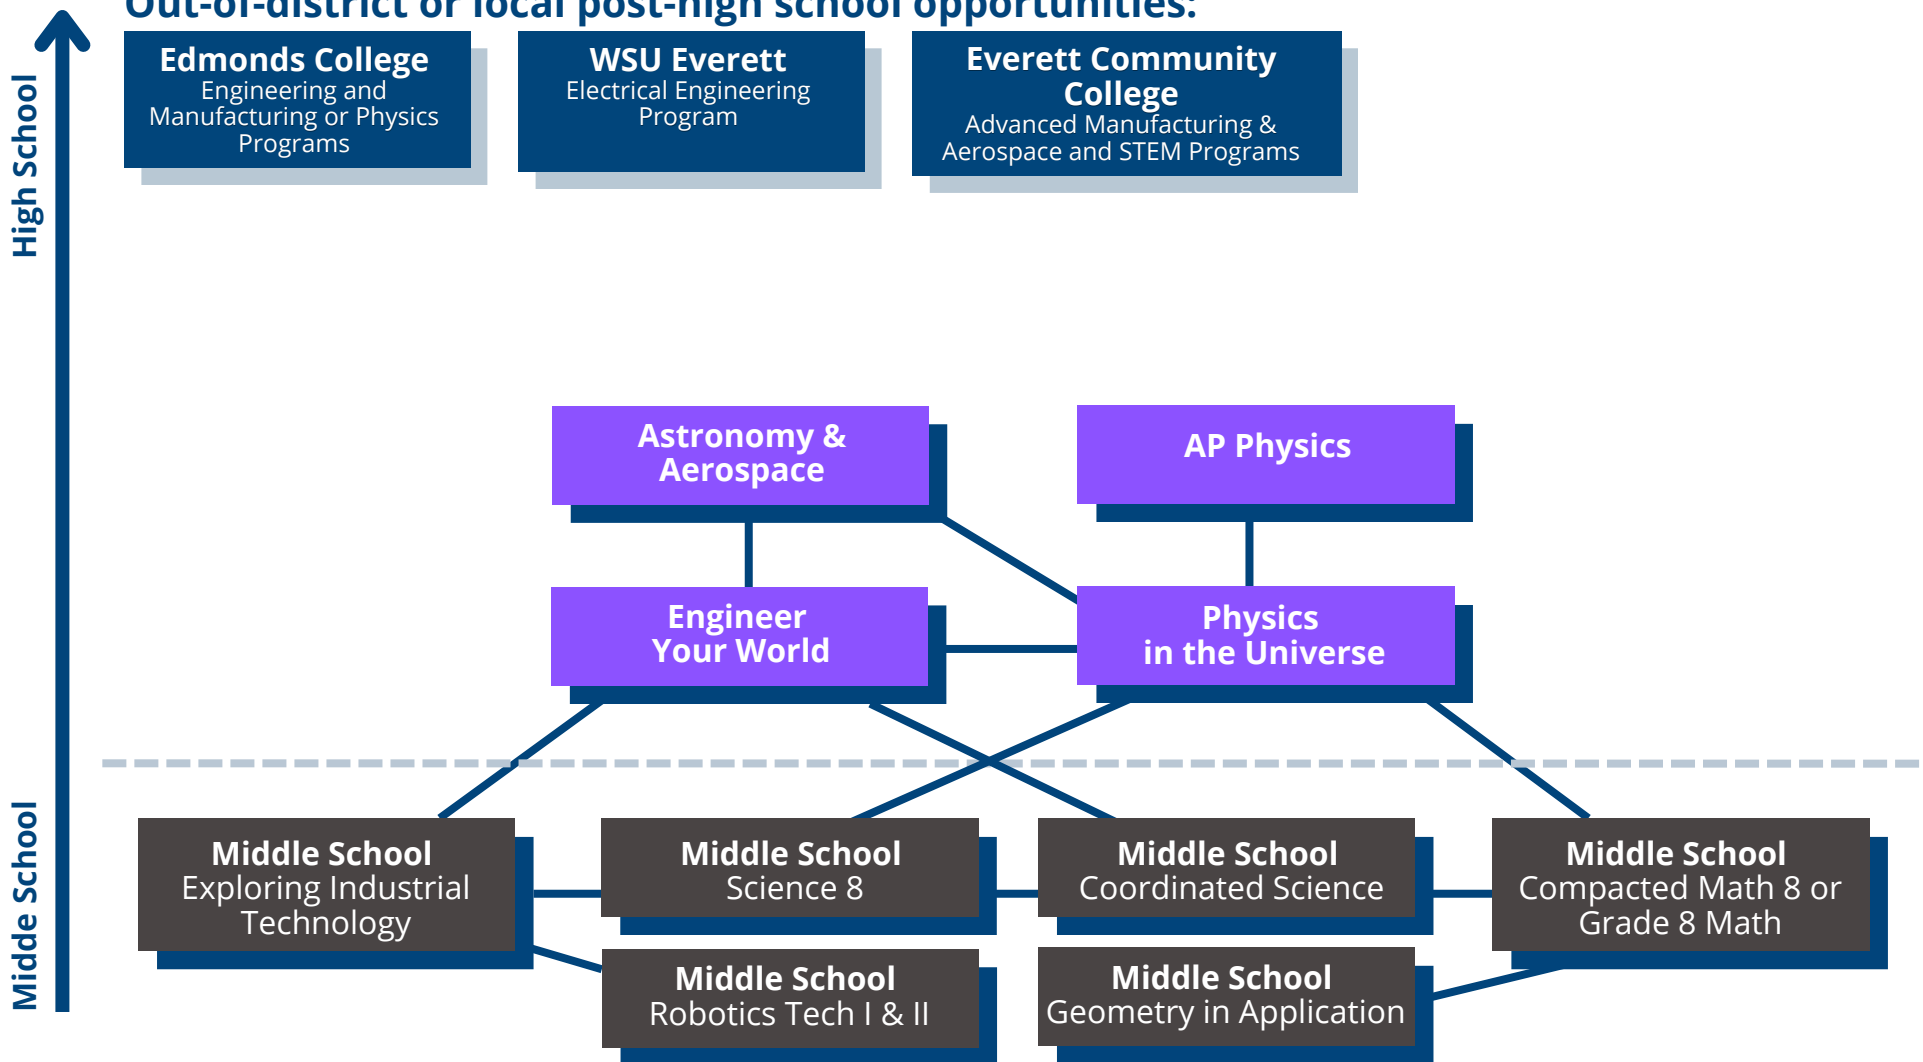 Out-of-district or local post-high school opportunities:
Edmonds College
Engineering and
Manufacturing or Physics
Programs
WSU Everett
Electrical Engineering
Program
Everett Community
College
Advanced Manufacturing &
Aerospace and STEM Programs
High School
Astronomy &
Aerospace
AP Physics
Engineer
Your World
Physics
in the Universe
Midde School
Middle School
Exploring Industrial
Technology
Middle School
Science 8
Middle School
Coordinated Science
Middle School
Compacted Math 8 or
Grade 8 Math
Middle School
Robotics Tech I & II
Middle School
Geometry in Application